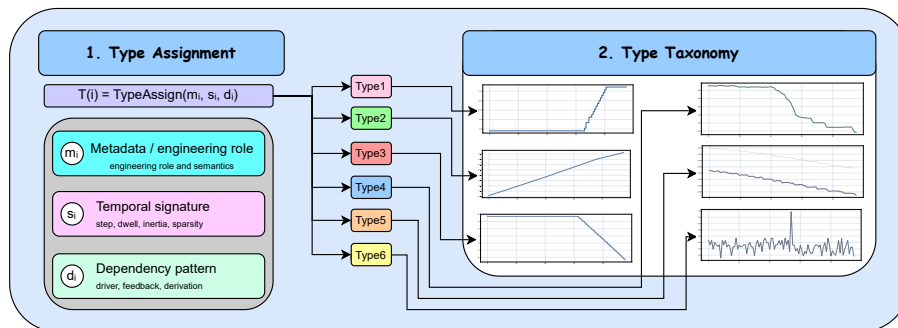 1. Type Assignment
T(i) = TypeAssign(mᵢ, sᵢ, dᵢ)
mᵢ
Metadata / engineering role
engineering role and semantics
sᵢ
Temporal signature
step, dwell, inertia, sparsity
dᵢ
Dependency pattern
driver, feedback, derivation
Type1
Type2
Type3
Type4
Type5
Type6
2. Type Taxonomy